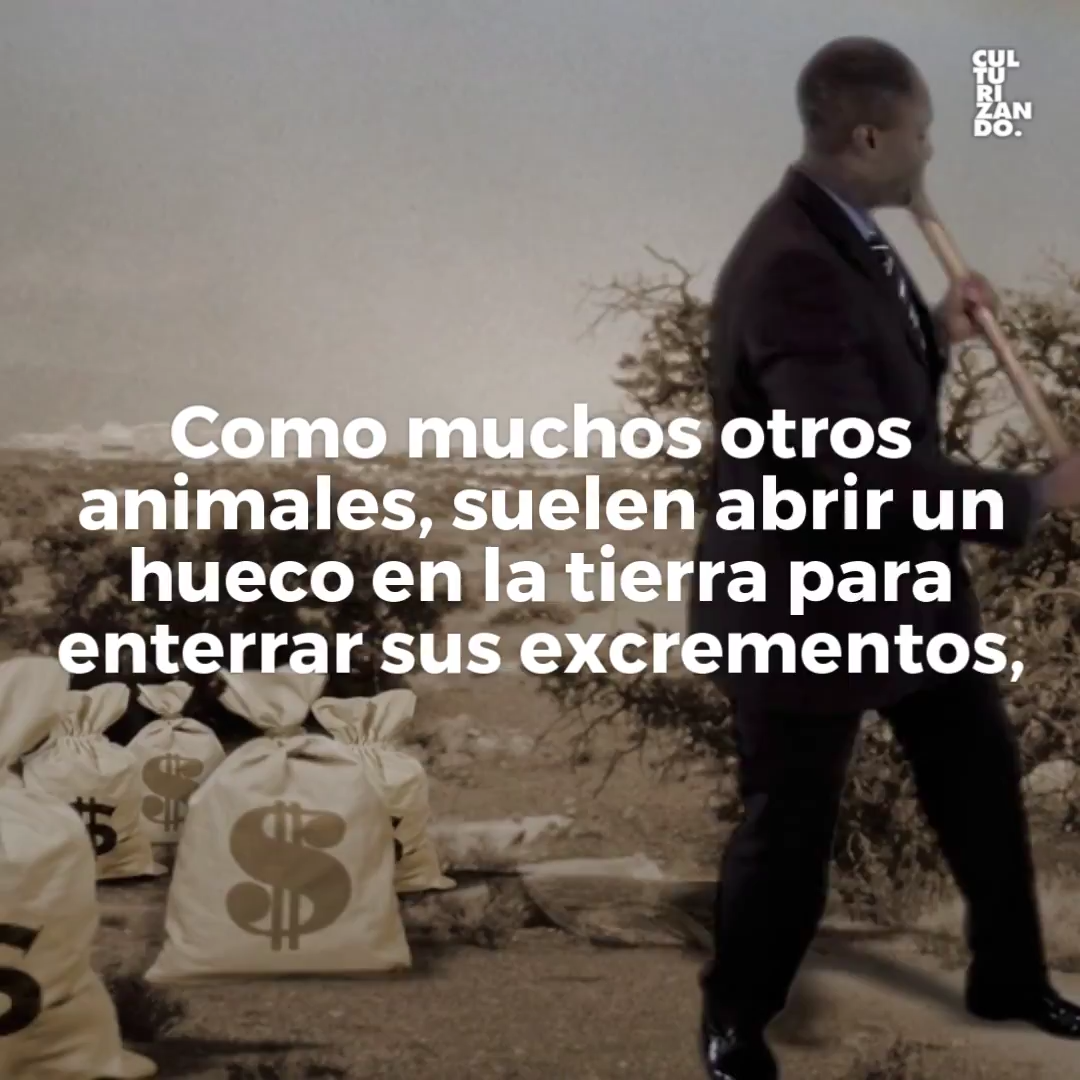 CUL
TU
RI
ZAN
DO.
Como muchos otros
animales, suelen abrir un
hueco en la tierra para
enterrar sus excrementos,
$
$
$
$